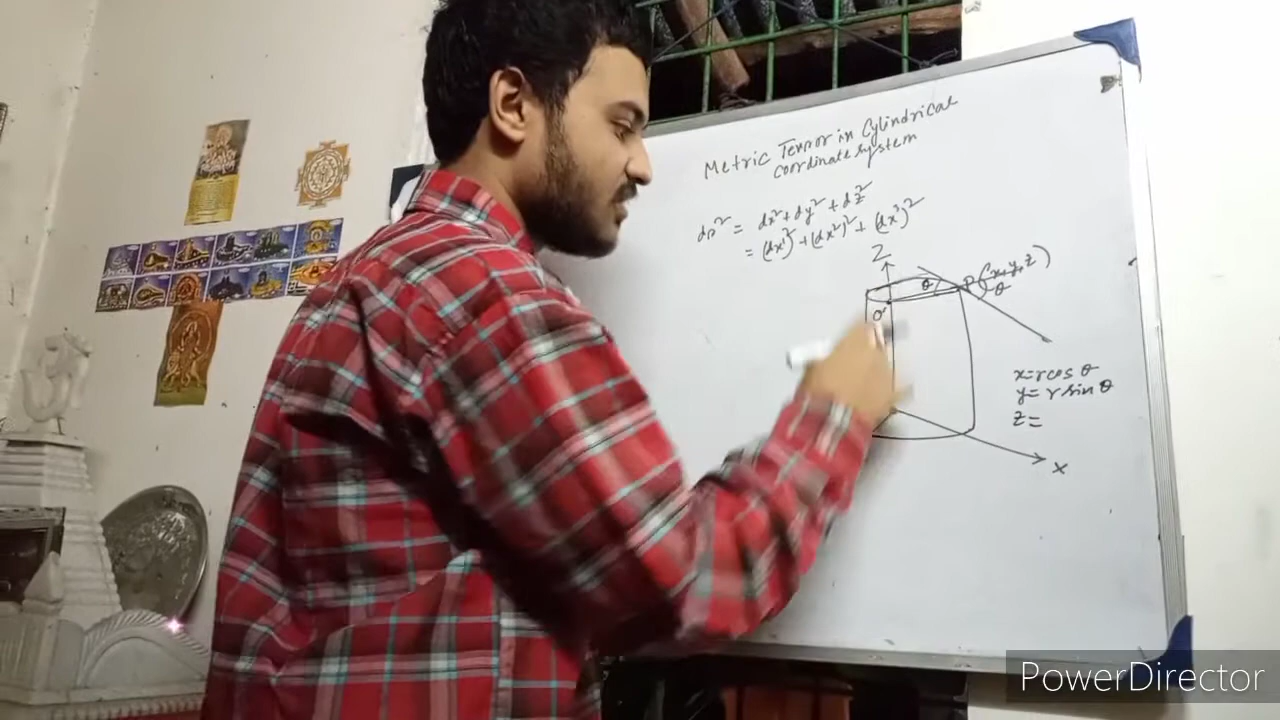 Metric Tensor in Cylindrical
coordinate system
ds² = dx² + dy² + dz²
= (dx¹)² + (dx²)² + (dx³)²
Z
θ
P(x,y,z)
θ
O'
x=r cos θ
y= r sin θ
z=
x
PowerDirector